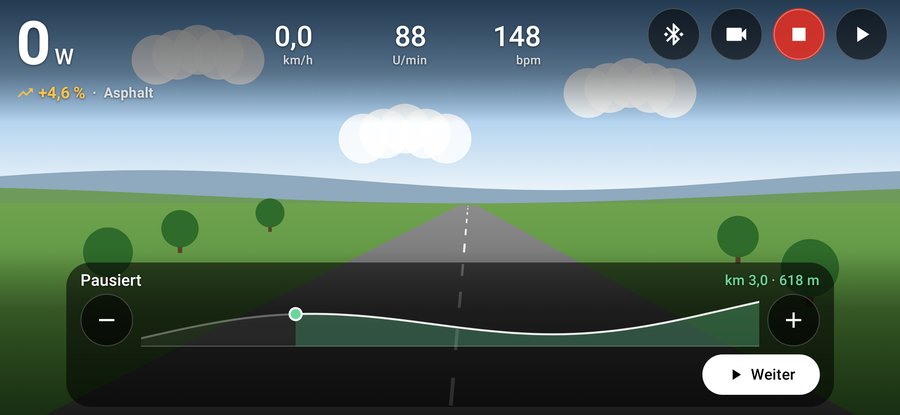 0 W
0,0
km/h
88
U/min
148
bpm
+4,6 % · Asphalt
Pausiert
km 3,0 · 618 m
Weiter